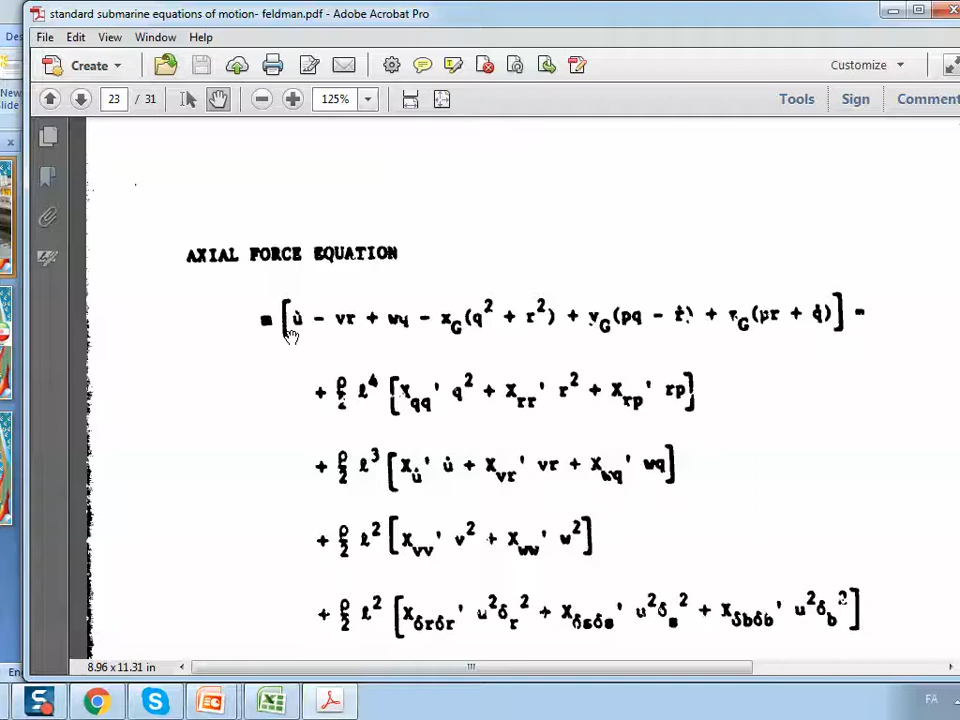 standard submarine equations of motion- feldman.pdf - Adobe Acrobat Pro
File Edit View Window Help
Create Customize
23 / 31 125% Tools Sign Comment
New
Slide
AXIAL FORCE EQUATION
m [u̇ − vr + wq − x_G(q² + r²) + y_G(pq − ṙ) + z_G(pr + q̇)] =
+ ρ/2 ℓ⁴ [X_qq' q² + X_rr' r² + X_rp' rp]
+ ρ/2 ℓ³ [X_u̇' u̇ + X_vr' vr + X_wq' wq]
+ ρ/2 ℓ² [X_vv' v² + X_ww' w²]
+ ρ/2 ℓ² [X_δrδr' u²δ_r² + X_δsδs' u²δ_s² + X_δbδb' u²δ_b²]
8.96 x 11.31 in
FA